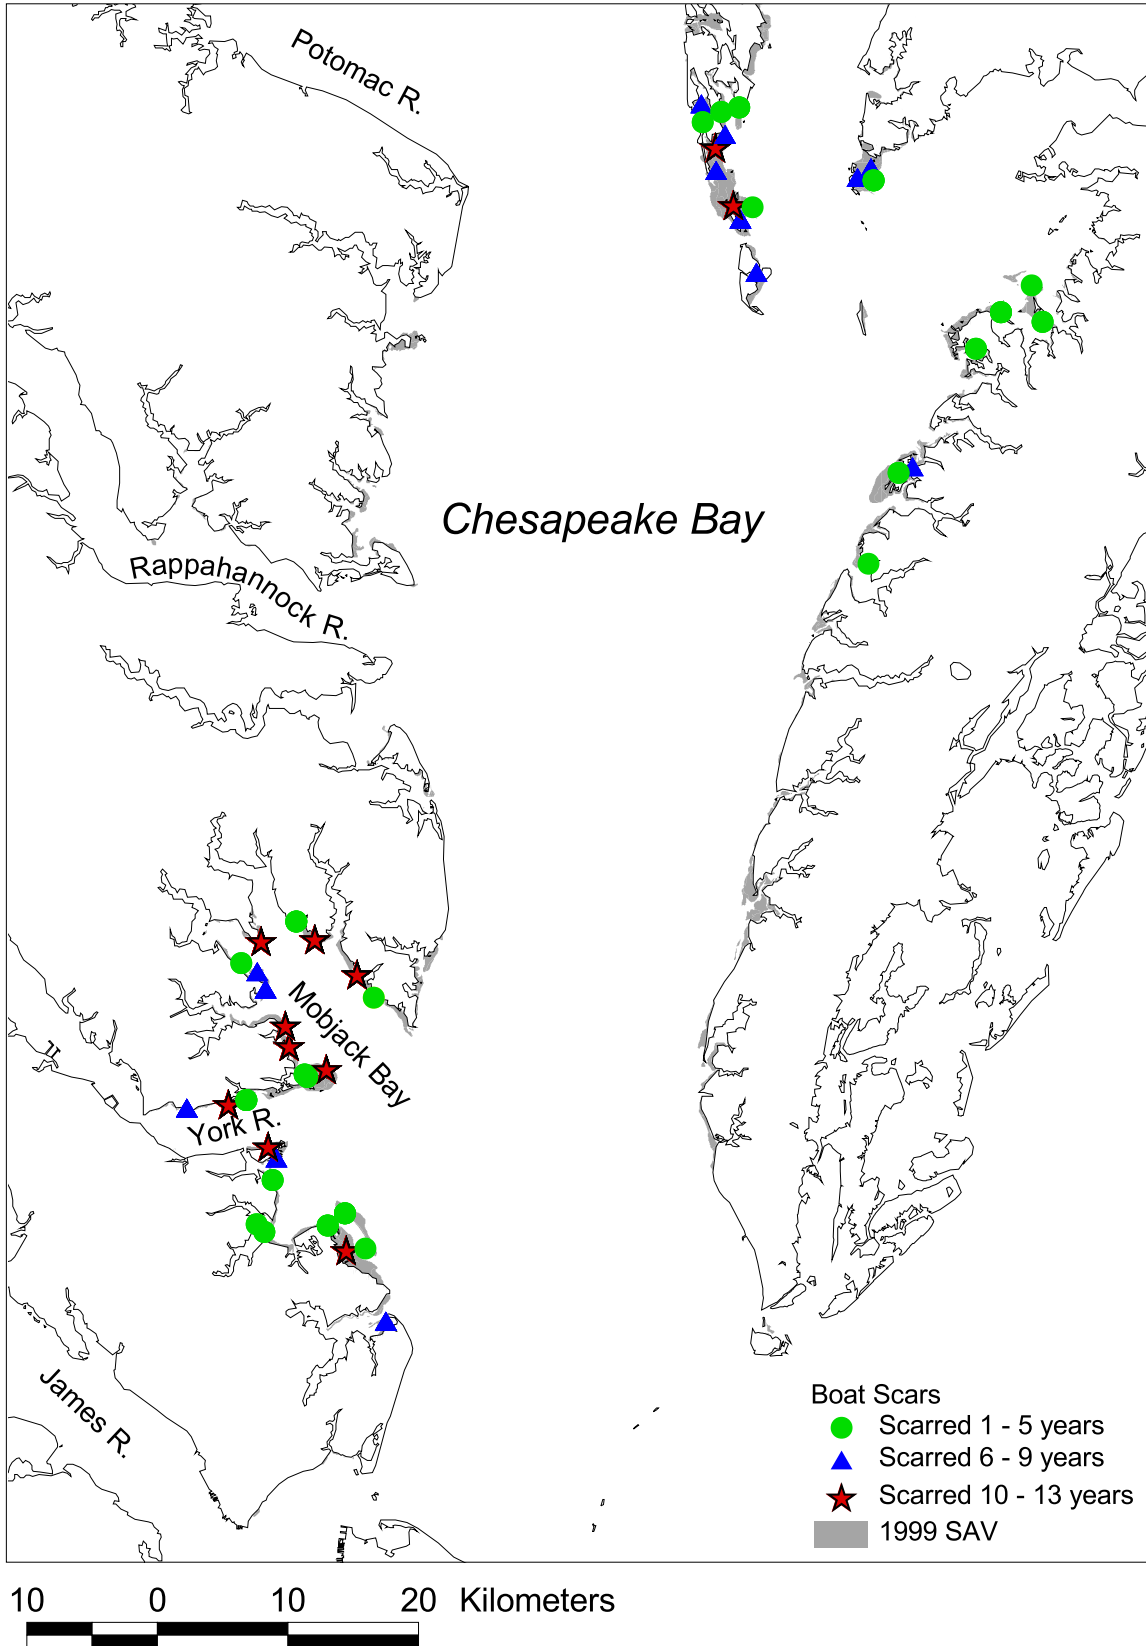 Potomac R.
Chesapeake Bay
Rappahannock R.
Mobjack Bay
York R.
James R.
Boat Scars
Scarred 1 - 5 years
Scarred 6 - 9 years
Scarred 10 - 13 years
1999 SAV
10 0 10 20 Kilometers